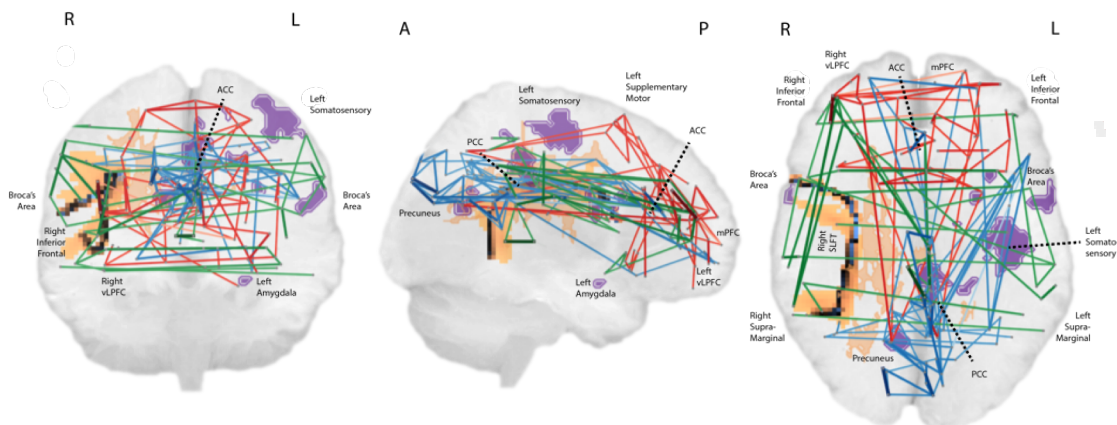 R
L
ACC
Left
Somatosensory
Broca's
Area
Broca's
Area
Right
Inferior
Frontal
Right
vLPFC
Left
Amygdala
A
P
Left
Somatosensory
Left
Supplementary
Motor
ACC
PCC
Precuneus
mPFC
Left
vLPFC
Left
Amygdala
R
L
Right
vLPFC
ACC
mPFC
Right
Inferior
Frontal
Left
Inferior
Frontal
Broca's
Area
Broca's
Area
Right
SLFT
Left
Somato
sensory
Right
Supra-
Marginal
Left
Supra-
Marginal
Precuneus
PCC